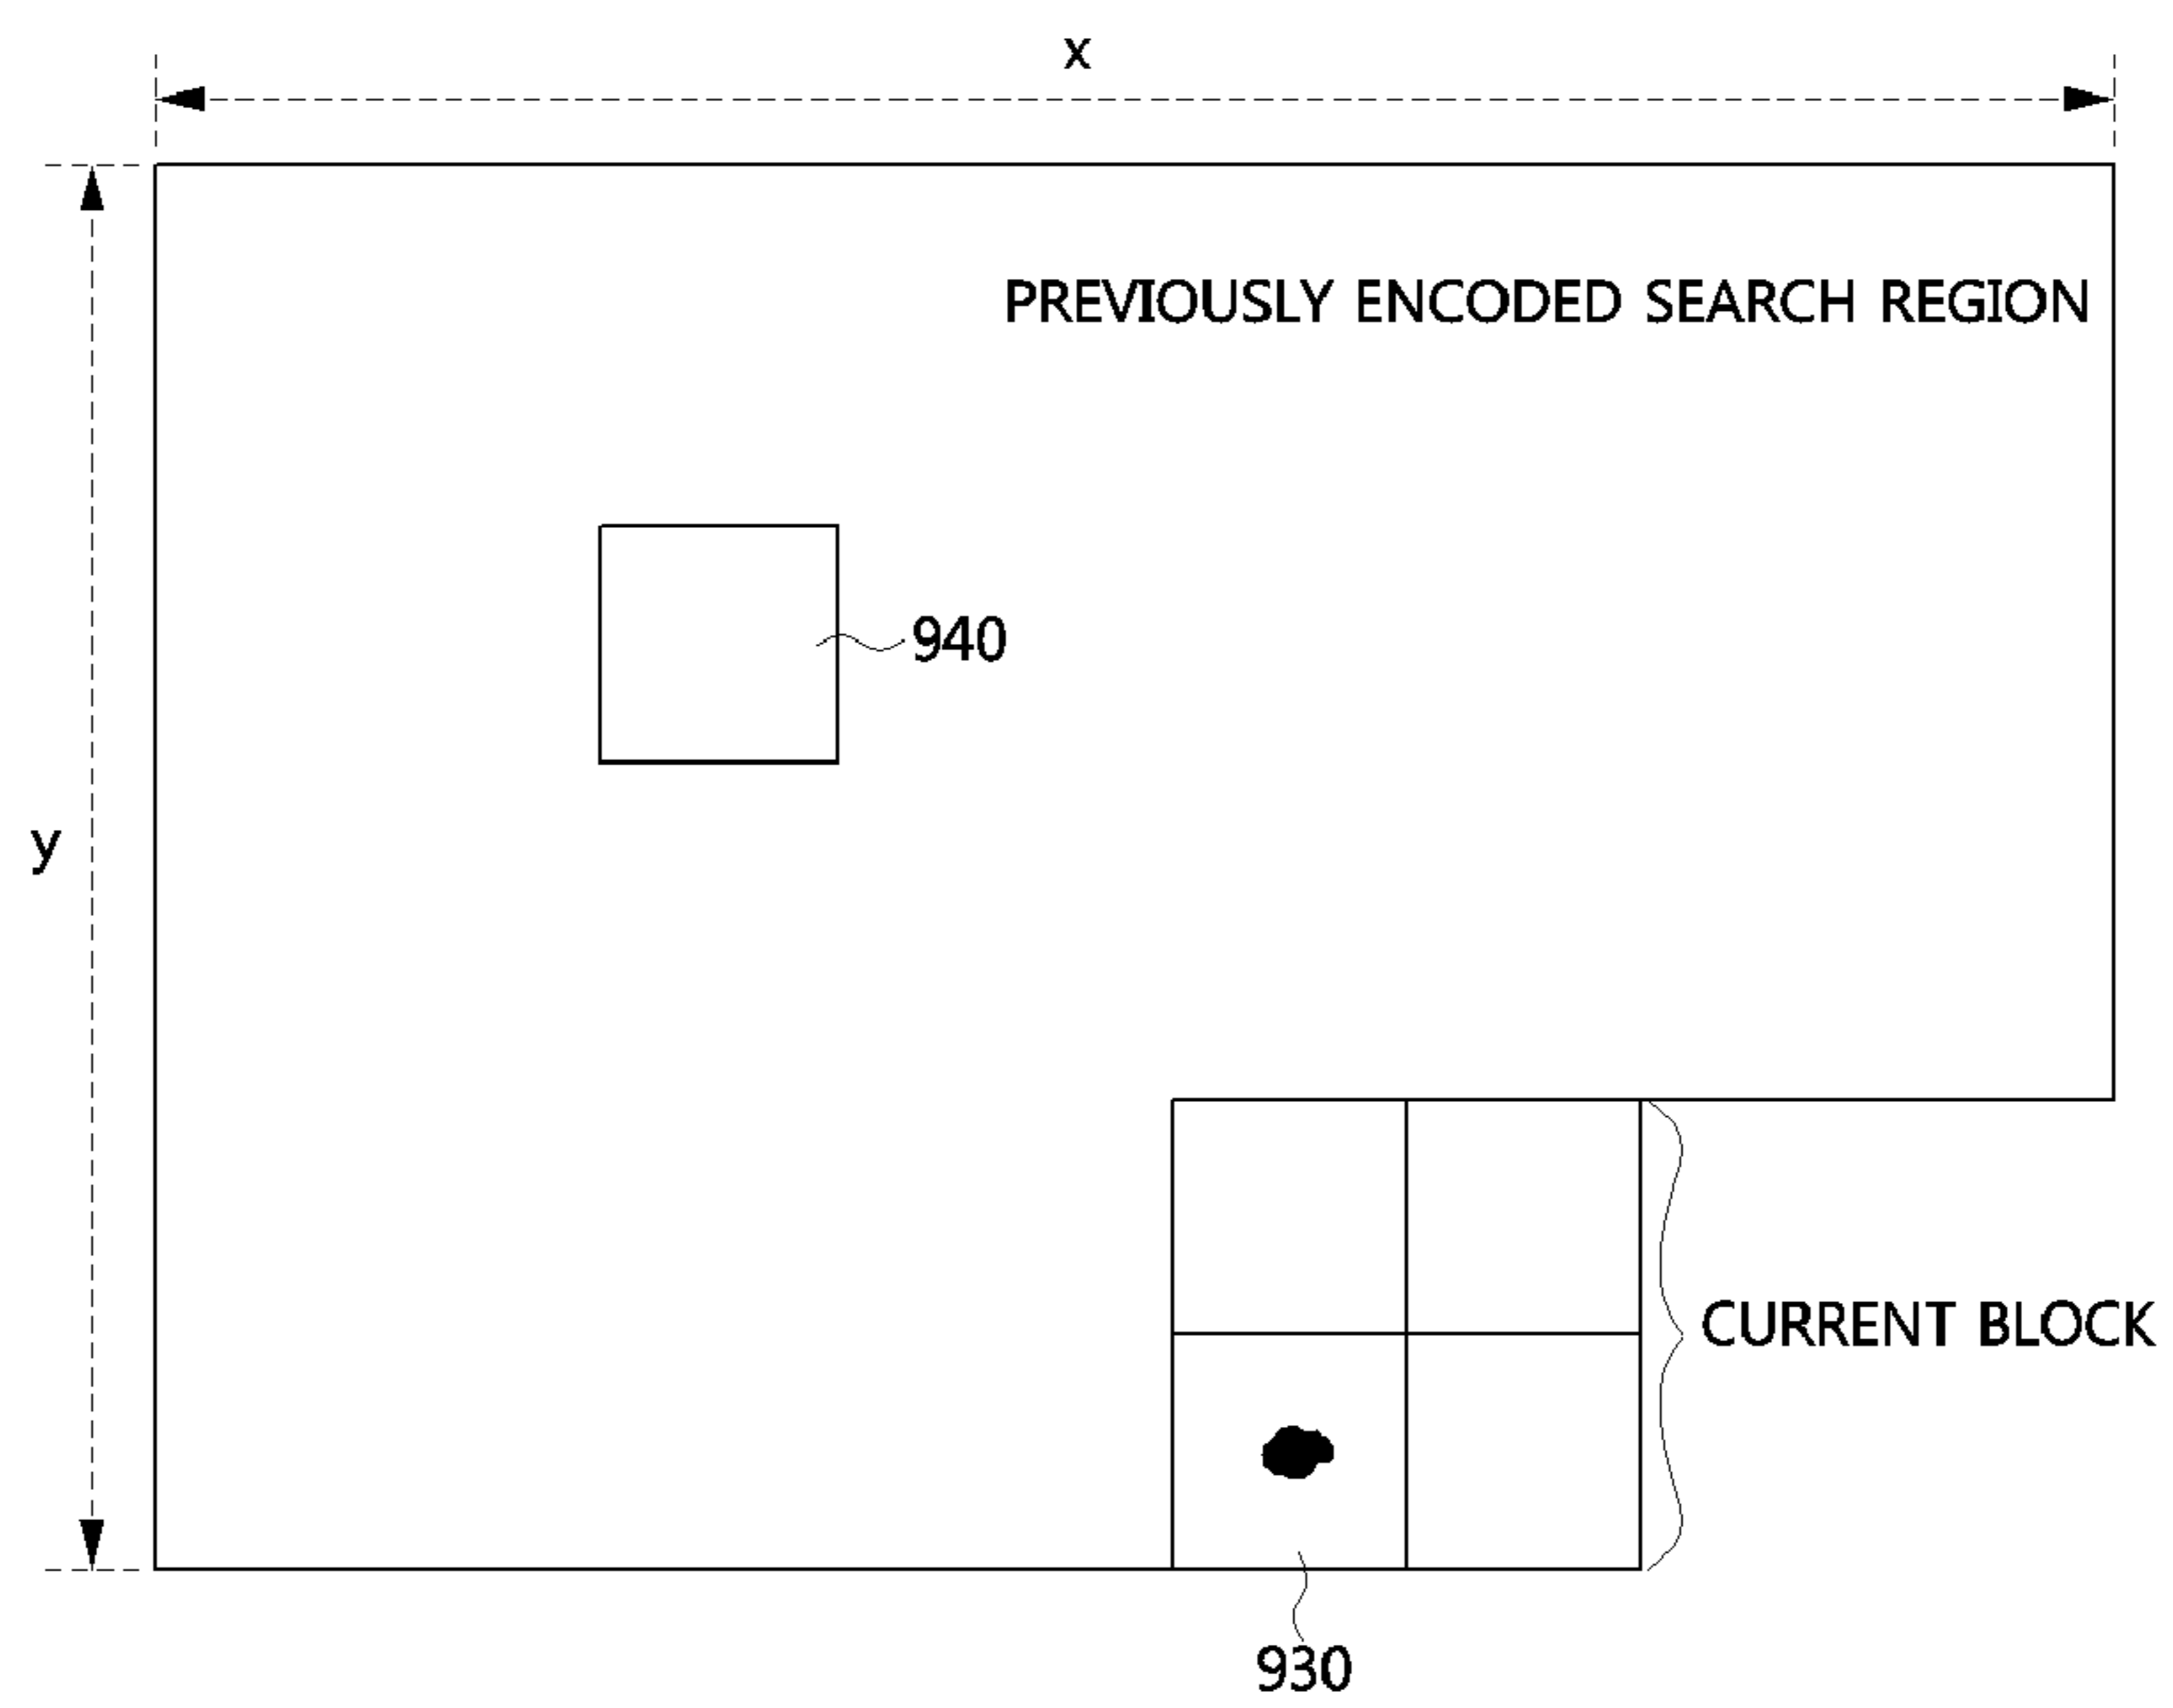 x
PREVIOUSLY ENCODED SEARCH REGION
940
y
CURRENT BLOCK
930